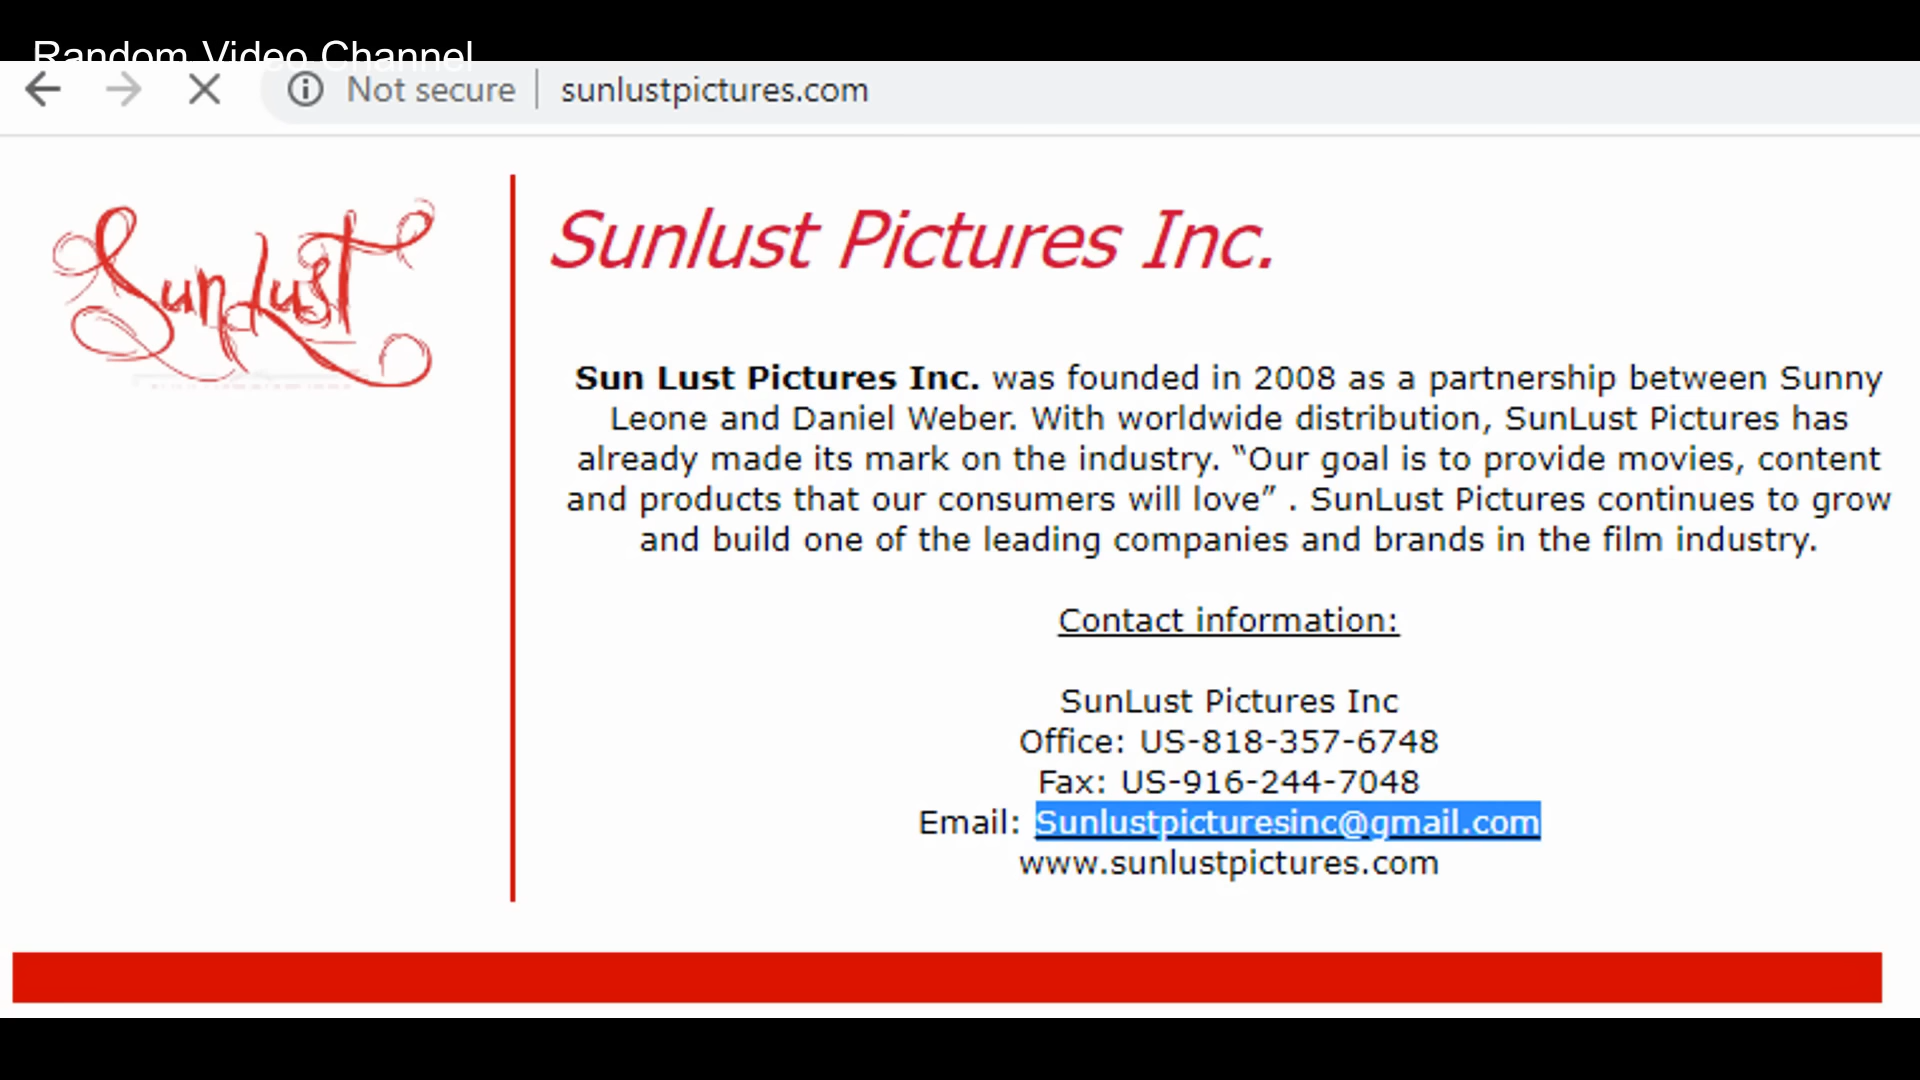 Random Video Channel
Not secure | sunlustpictures.com
SunLust
Sunlust Pictures Inc.
Sun Lust Pictures Inc. was founded in 2008 as a partnership between Sunny
Leone and Daniel Weber. With worldwide distribution, SunLust Pictures has
already made its mark on the industry. “Our goal is to provide movies, content
and products that our consumers will love” . SunLust Pictures continues to grow
and build one of the leading companies and brands in the film industry.
Contact information:
SunLust Pictures Inc
Office: US-818-357-6748
Fax: US-916-244-7048
Email: Sunlustpicturesinc@gmail.com
www.sunlustpictures.com